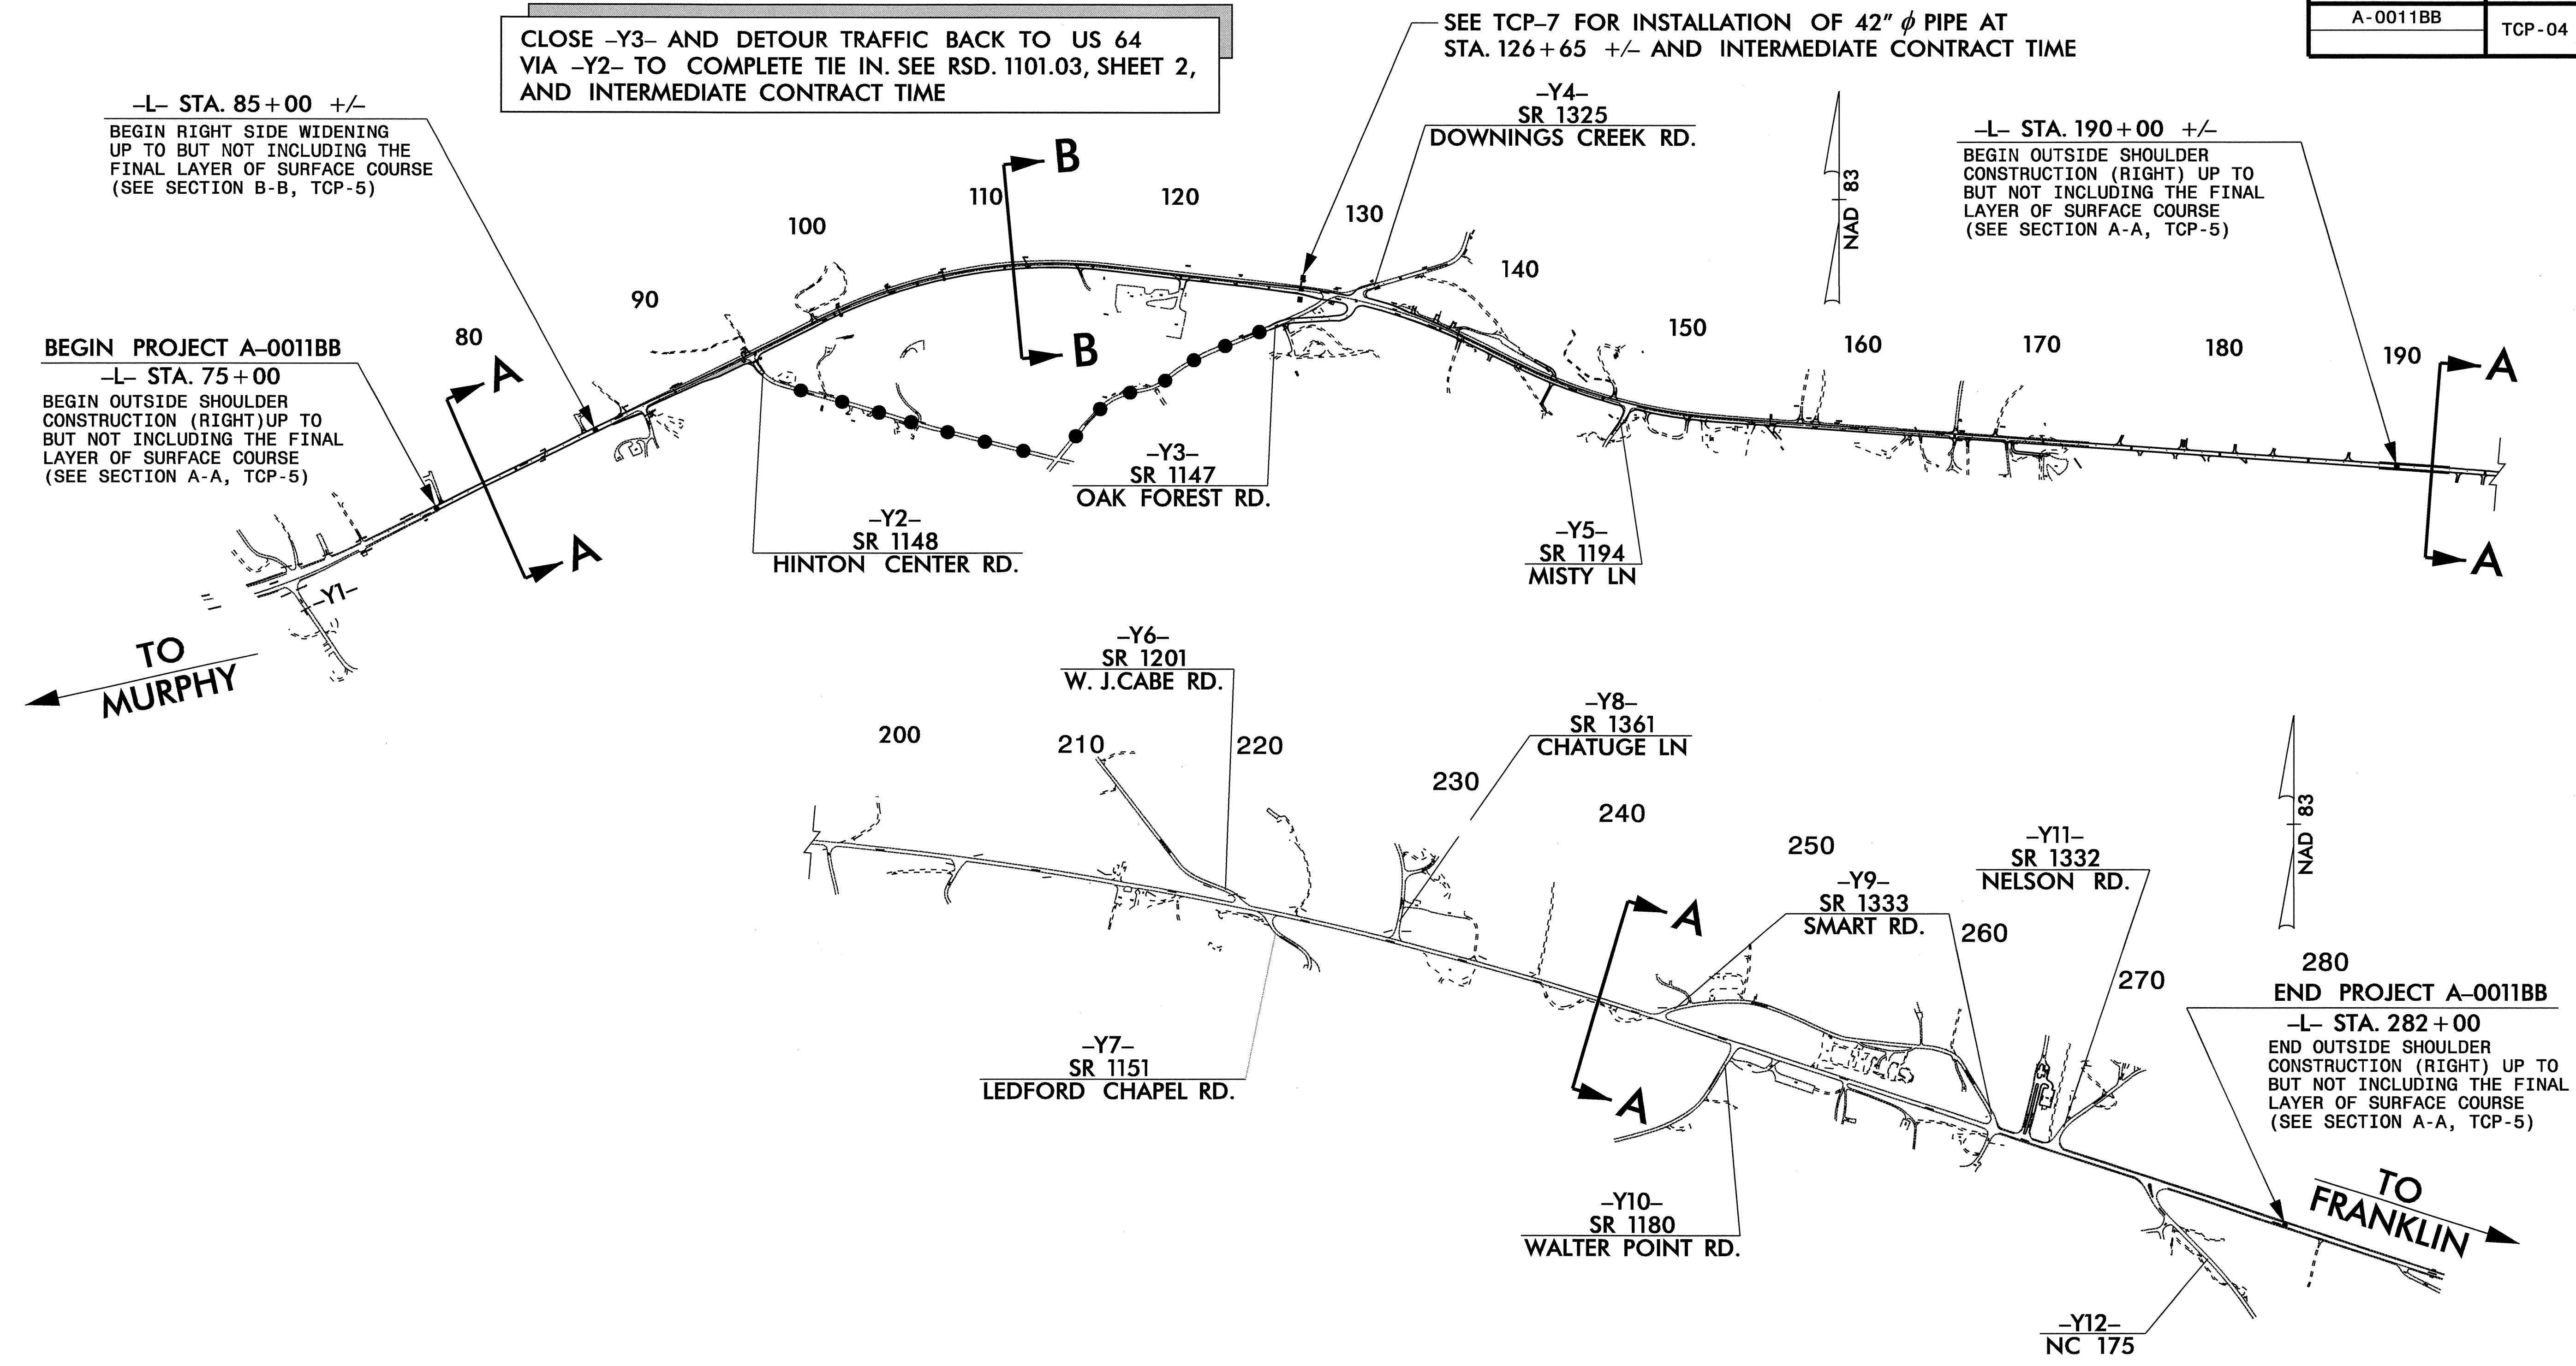 A-0011BB
TCP-04
CLOSE –Y3– AND DETOUR TRAFFIC BACK TO US 64
VIA –Y2– TO COMPLETE TIE IN. SEE RSD. 1101.03, SHEET 2,
AND INTERMEDIATE CONTRACT TIME
SEE TCP–7 FOR INSTALLATION OF 42" ϕ PIPE AT
STA. 126+65 +/– AND INTERMEDIATE CONTRACT TIME
–L– STA. 85+00 +/–
BEGIN RIGHT SIDE WIDENING
UP TO BUT NOT INCLUDING THE
FINAL LAYER OF SURFACE COURSE
(SEE SECTION B-B, TCP-5)
–Y4–
SR 1325
DOWNINGS CREEK RD.
–L– STA. 190+00 +/–
BEGIN OUTSIDE SHOULDER
CONSTRUCTION (RIGHT) UP TO
BUT NOT INCLUDING THE FINAL
LAYER OF SURFACE COURSE
(SEE SECTION A-A, TCP-5)
NAD 83
B
B
80
90
100
110
120
130
140
150
160
170
180
190
BEGIN PROJECT A–0011BB
–L– STA. 75+00
BEGIN OUTSIDE SHOULDER
CONSTRUCTION (RIGHT)UP TO
BUT NOT INCLUDING THE FINAL
LAYER OF SURFACE COURSE
(SEE SECTION A-A, TCP-5)
A
A
A
A
–Y3–
SR 1147
OAK FOREST RD.
–Y2–
SR 1148
HINTON CENTER RD.
–Y5–
SR 1194
MISTY LN
–Y1–
TO
MURPHY
–Y6–
SR 1201
W. J.CABE RD.
–Y8–
SR 1361
CHATUGE LN
200
210
220
230
240
250
260
270
280
NAD 83
–Y11–
SR 1332
NELSON RD.
–Y9–
SR 1333
SMART RD.
A
A
END PROJECT A–0011BB
–L– STA. 282+00
END OUTSIDE SHOULDER
CONSTRUCTION (RIGHT) UP TO
BUT NOT INCLUDING THE FINAL
LAYER OF SURFACE COURSE
(SEE SECTION A-A, TCP-5)
–Y7–
SR 1151
LEDFORD CHAPEL RD.
–Y10–
SR 1180
WALTER POINT RD.
TO
FRANKLIN
–Y12–
NC 175